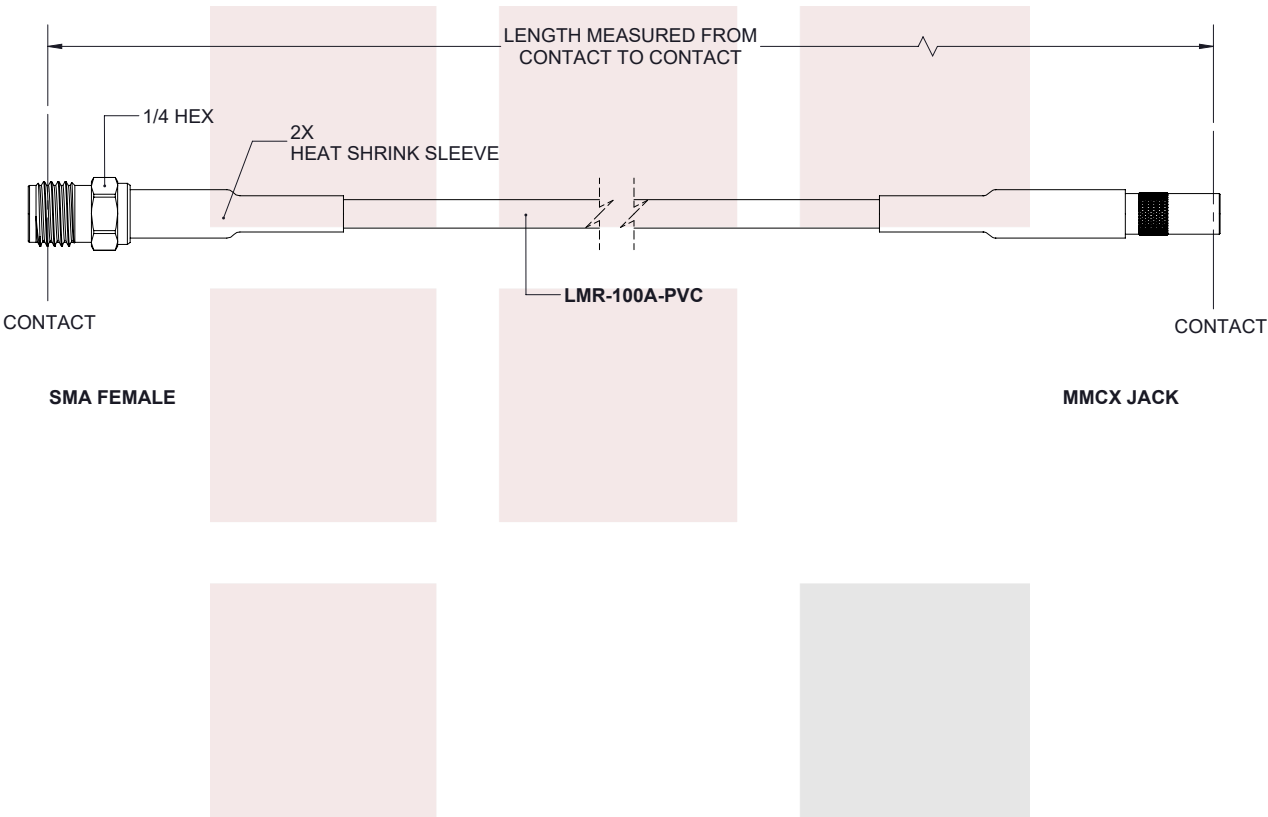 LENGTH MEASURED FROM
CONTACT TO CONTACT
1/4 HEX
2X
HEAT SHRINK SLEEVE
LMR-100A-PVC
CONTACT
CONTACT
SMA FEMALE
MMCX JACK